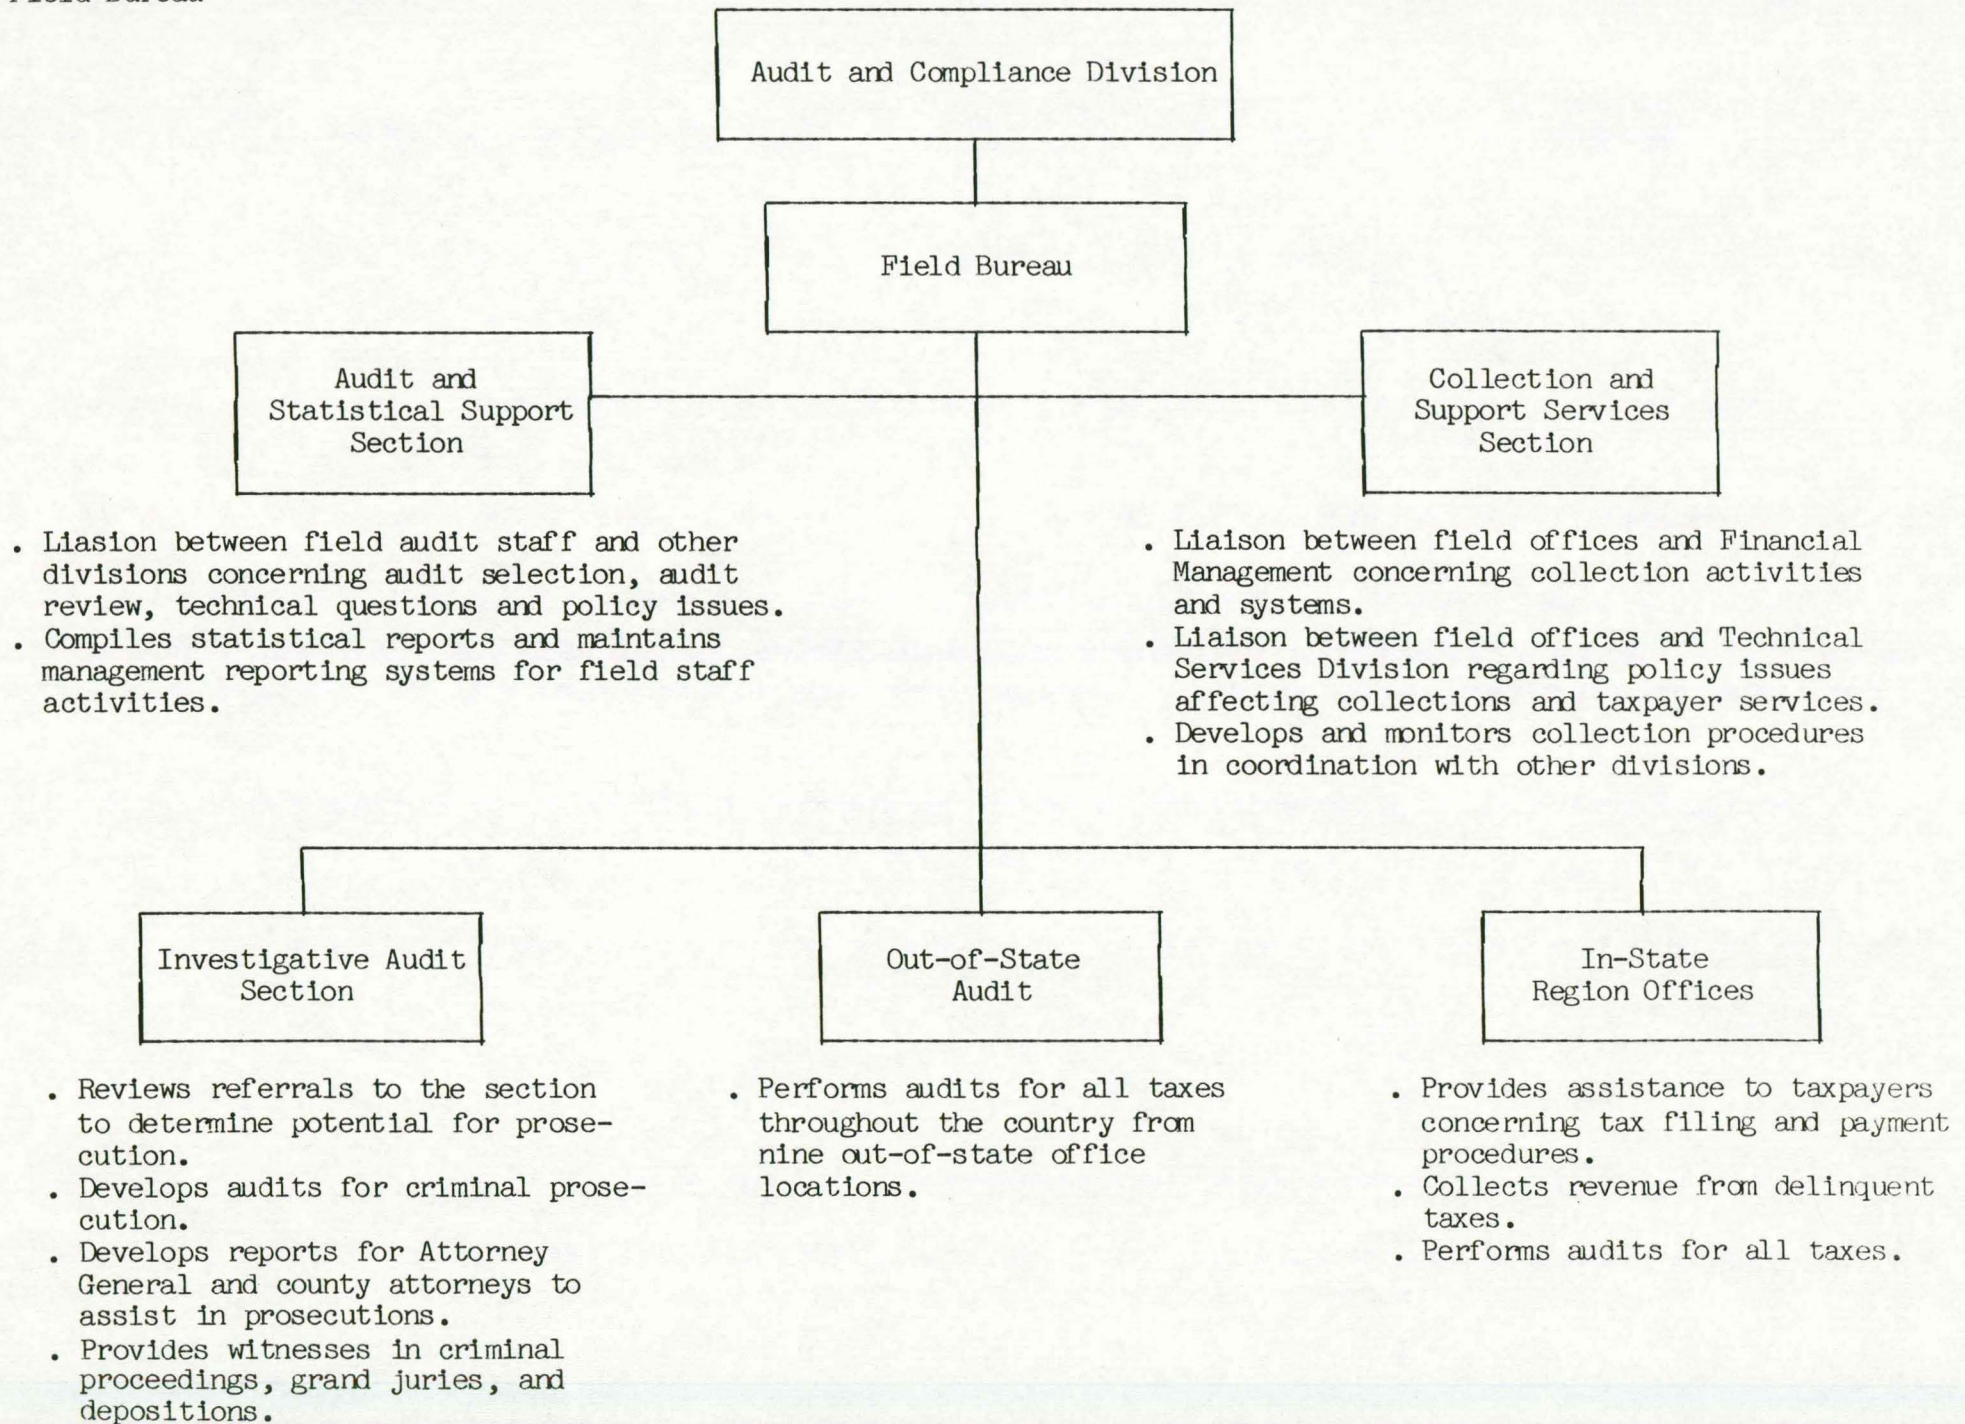 Field Bureau
Audit and Compliance Division
Field Bureau
Audit and
Statistical Support
Section
Collection and
Support Services
Section
. Liasion between field audit staff and other
divisions concerning audit selection, audit
review, technical questions and policy issues.
. Compiles statistical reports and maintains
management reporting systems for field staff
activities.
. Liaison between field offices and Financial
Management concerning collection activities
and systems.
. Liaison between field offices and Technical
Services Division regarding policy issues
affecting collections and taxpayer services.
. Develops and monitors collection procedures
in coordination with other divisions.
Investigative Audit
Section
Out-of-State
Audit
In-State
Region Offices
. Reviews referrals to the section
to determine potential for prose-
cution.
. Develops audits for criminal prose-
cution.
. Develops reports for Attorney
General and county attorneys to
assist in prosecutions.
. Provides witnesses in criminal
proceedings, grand juries, and
depositions.
. Performs audits for all taxes
throughout the country from
nine out-of-state office
locations.
. Provides assistance to taxpayers
concerning tax filing and payment
procedures.
. Collects revenue from delinquent
taxes.
. Performs audits for all taxes.